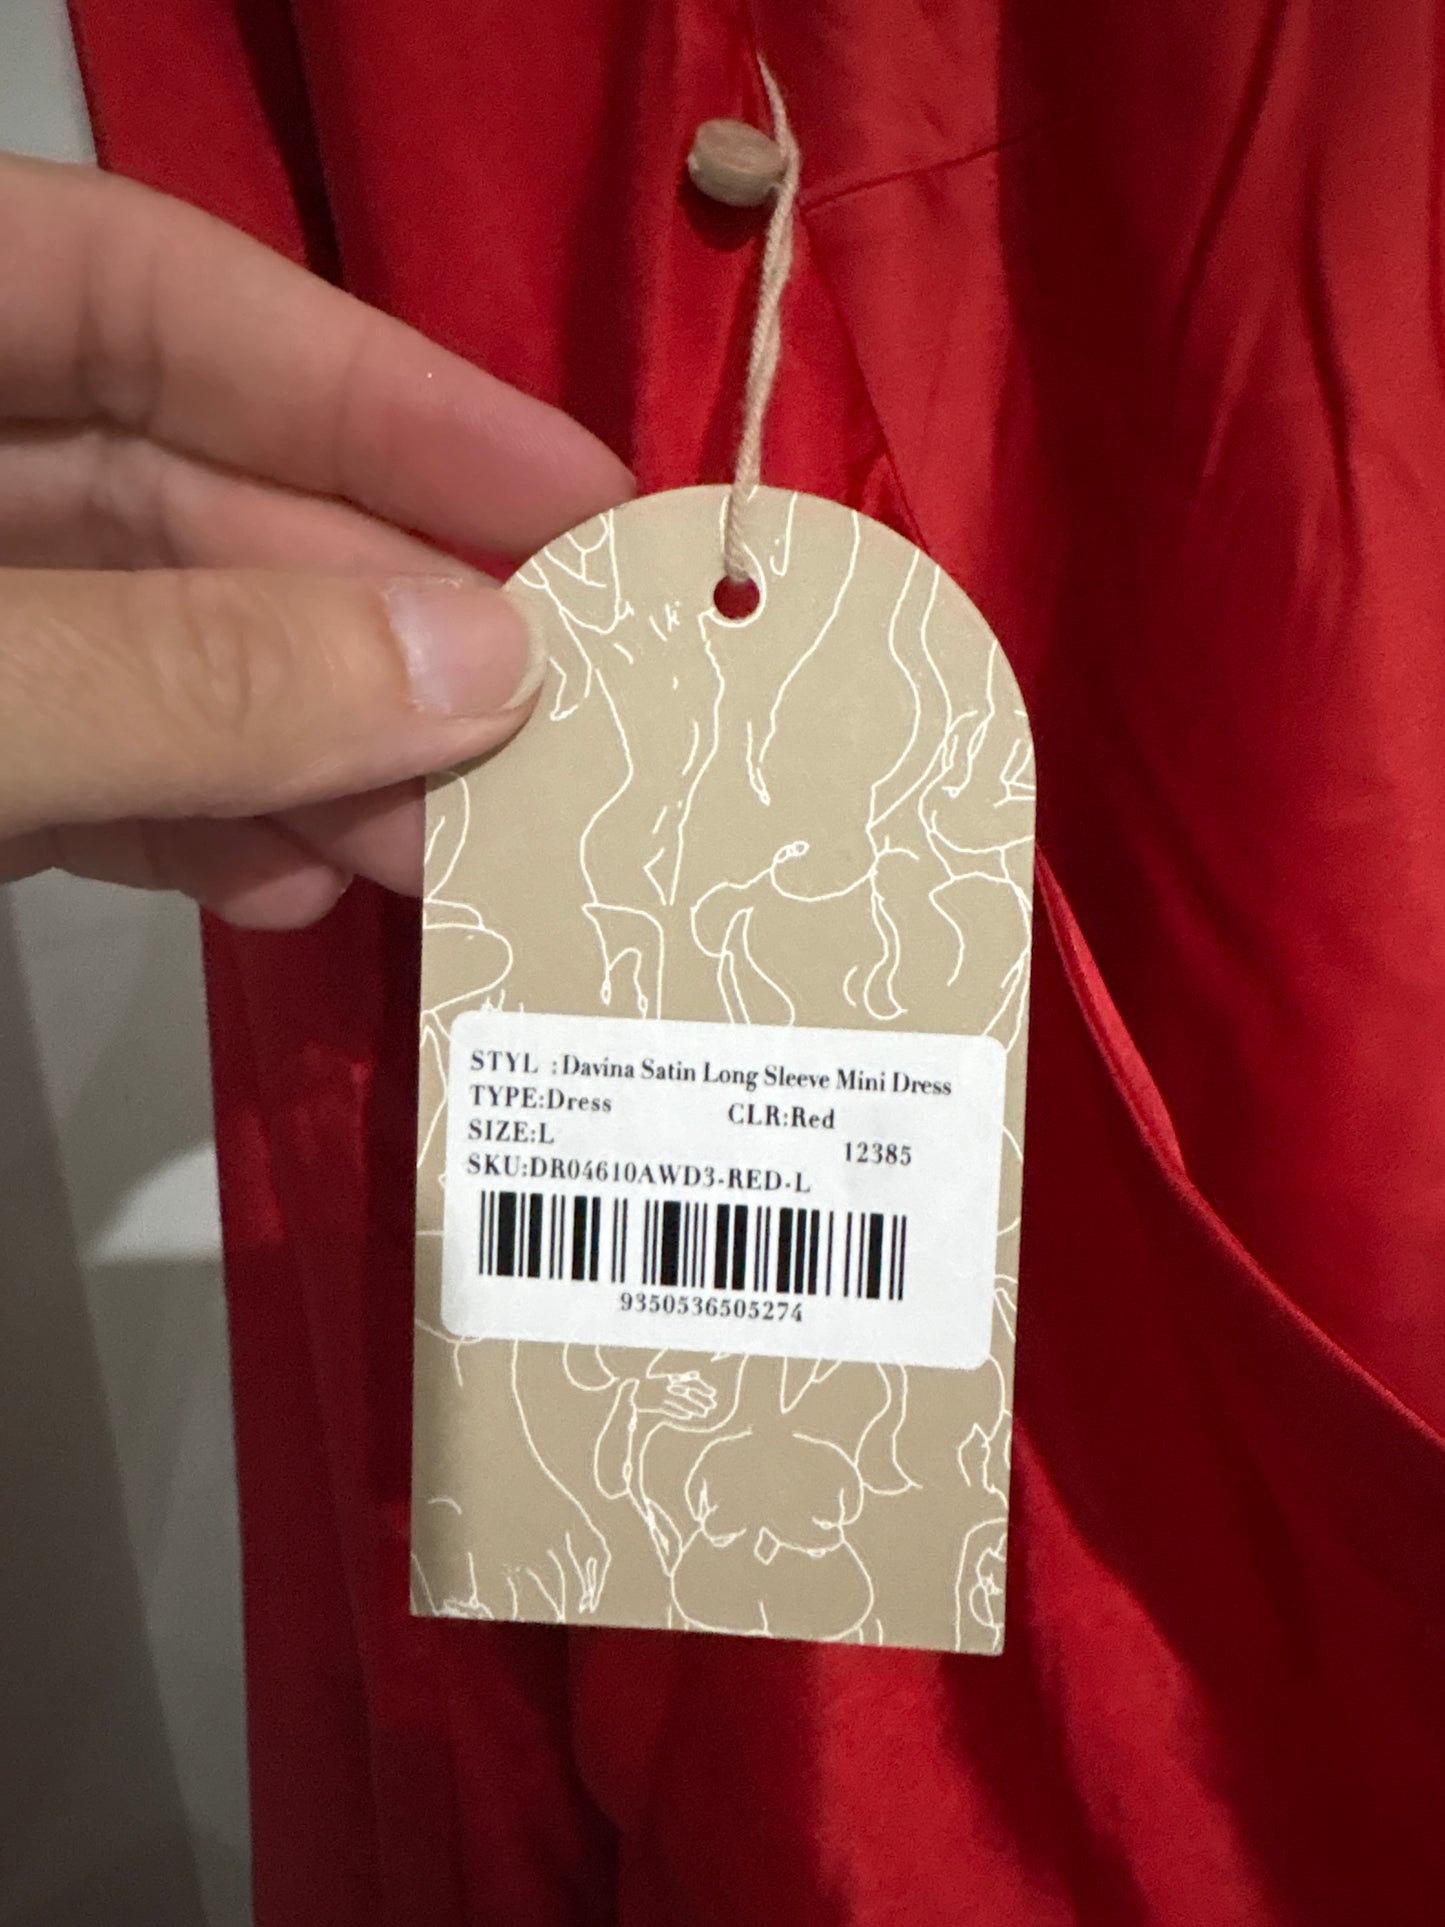 STYL :Davina Satin Long Sleeve Mini Dress
TYPE:Dress CLR:Red
SIZE:L 12385
SKU:DR04610AWD3-RED-L
9350536505274